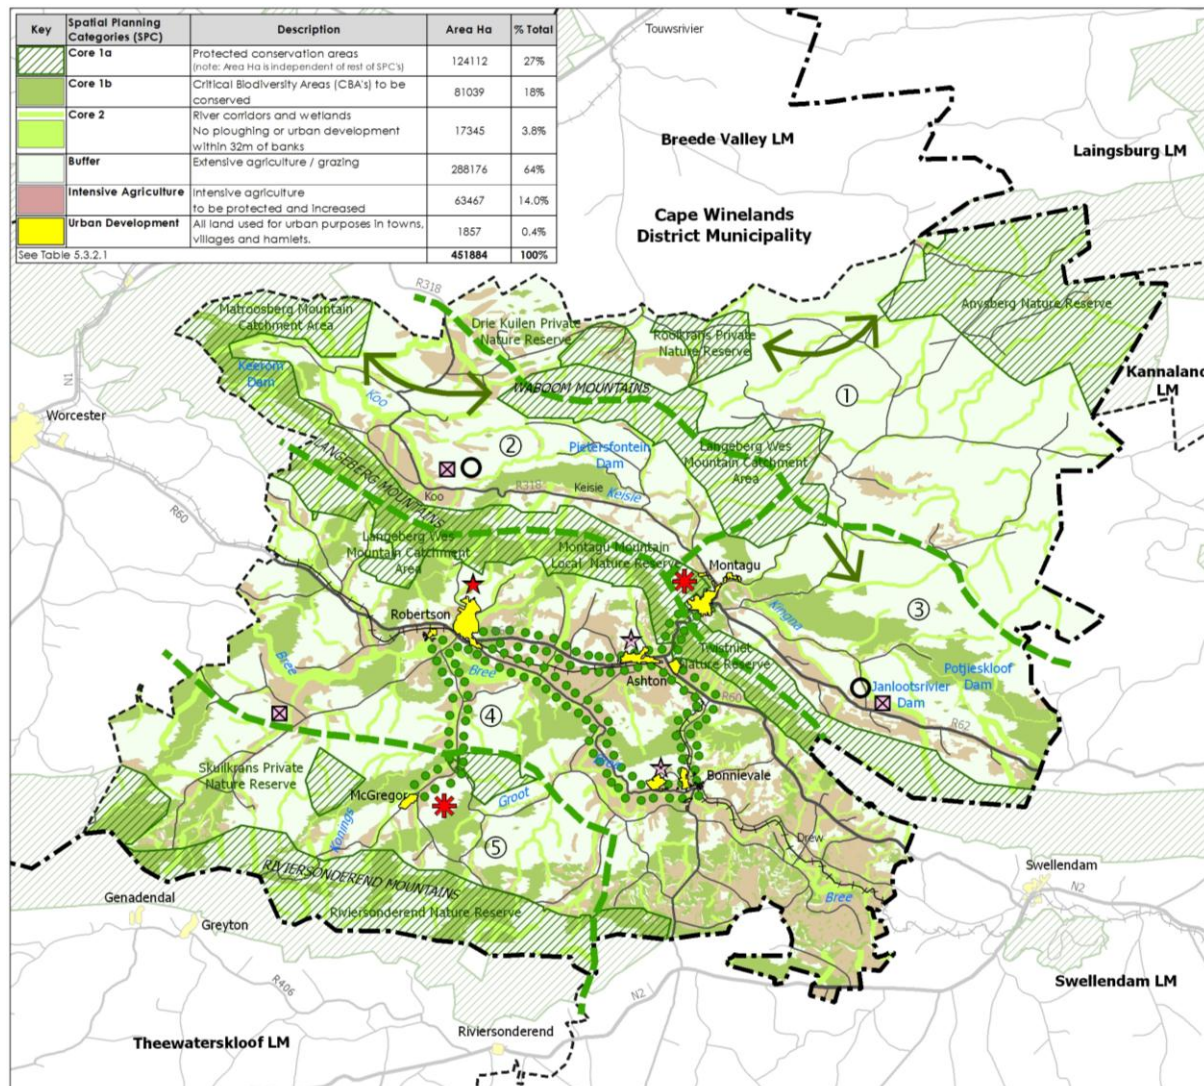 Key Spatial Planning Categories (SPC) Description Area Ha % Total
Core 1a Protected conservation areas (note: Area Ha is independent of rest of SPC's) 124112 27%
Core 1b Critical Biodiversity Areas (CBA's) to be conserved 81039 18%
Core 2 River corridors and wetlands
No ploughing or urban development within 32m of banks 17345 3.8%
Buffer Extensive agriculture / grazing 288176 64%
Intensive Agriculture Intensive agriculture to be protected and increased 63467 14.0%
Urban Development All land used for urban purposes in towns, villages and hamlets. 1857 0.4%
See Table 5.3.2.1 451884 100%
Touwsrivier
Breede Valley LM
Laingsburg LM
Cape Winelands
District Municipality
R318
Matroosberg Mountain
Catchment Area
Drie Kuilen Private
Nature Reserve
Rooikrans Private
Nature Reserve
Anysberg Nature Reserve
N1
Keerom
Dam
Koo
WABOOM MOUNTAINS
Kannaland
LM
①
Worcester
②
Pietersfontein
Dam
Langeberg Wes
Mountain Catchment
Area
LANGEBERG MOUNTAINS
Koo
R318
Keisie
Keisie
R60
Langeberg Wes
Mountain Catchment
Area
Montagu Mountain
Local Nature Reserve
Montagu
Robertson
Kingna
③
Bree
Bree
Ashton
Twistniet
Nature Reserve
R60
Potjieskloof
Dam
Janlootsrivier
Dam
R62
④
Skuilkrans Private
Nature Reserve
Bonnievale
McGregor
Groot
Konings
⑤
Drew
RIVIERSONDEREND MOUNTAINS
Riviersonderend Nature Reserve
Bree
Swellendam
N2
Genadendal
Greyton
R406
N2
Swellendam LM
Riviersonderend
Theewaterskloof LM